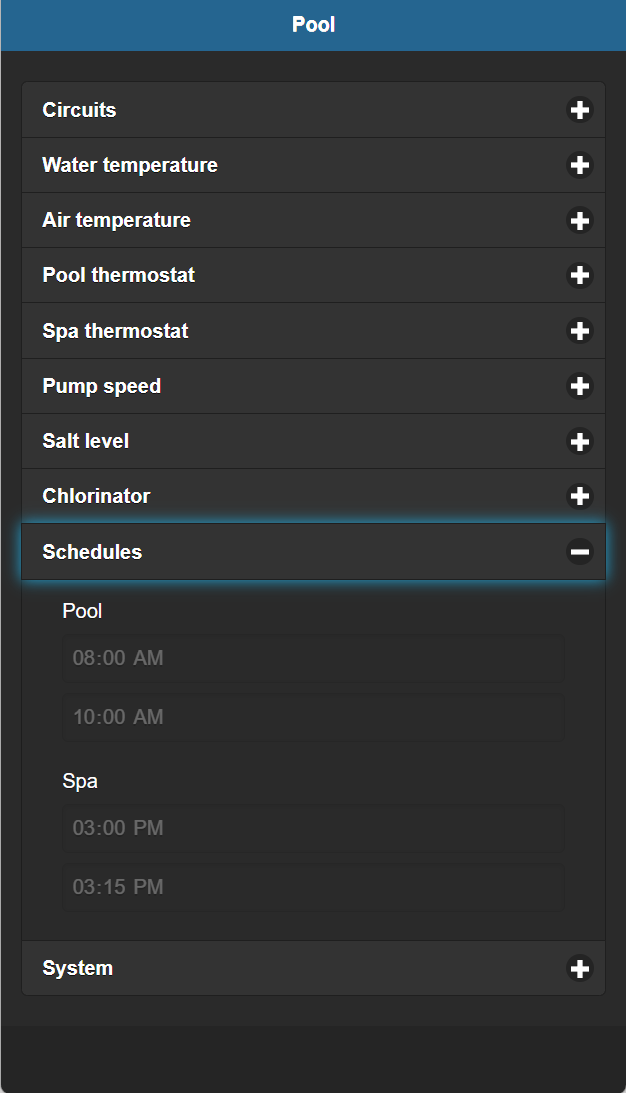 Pool
Circuits
Water temperature
Air temperature
Pool thermostat
Spa thermostat
Pump speed
Salt level
Chlorinator
Schedules
Pool
08:00 AM
10:00 AM
Spa
03:00 PM
03:15 PM
System